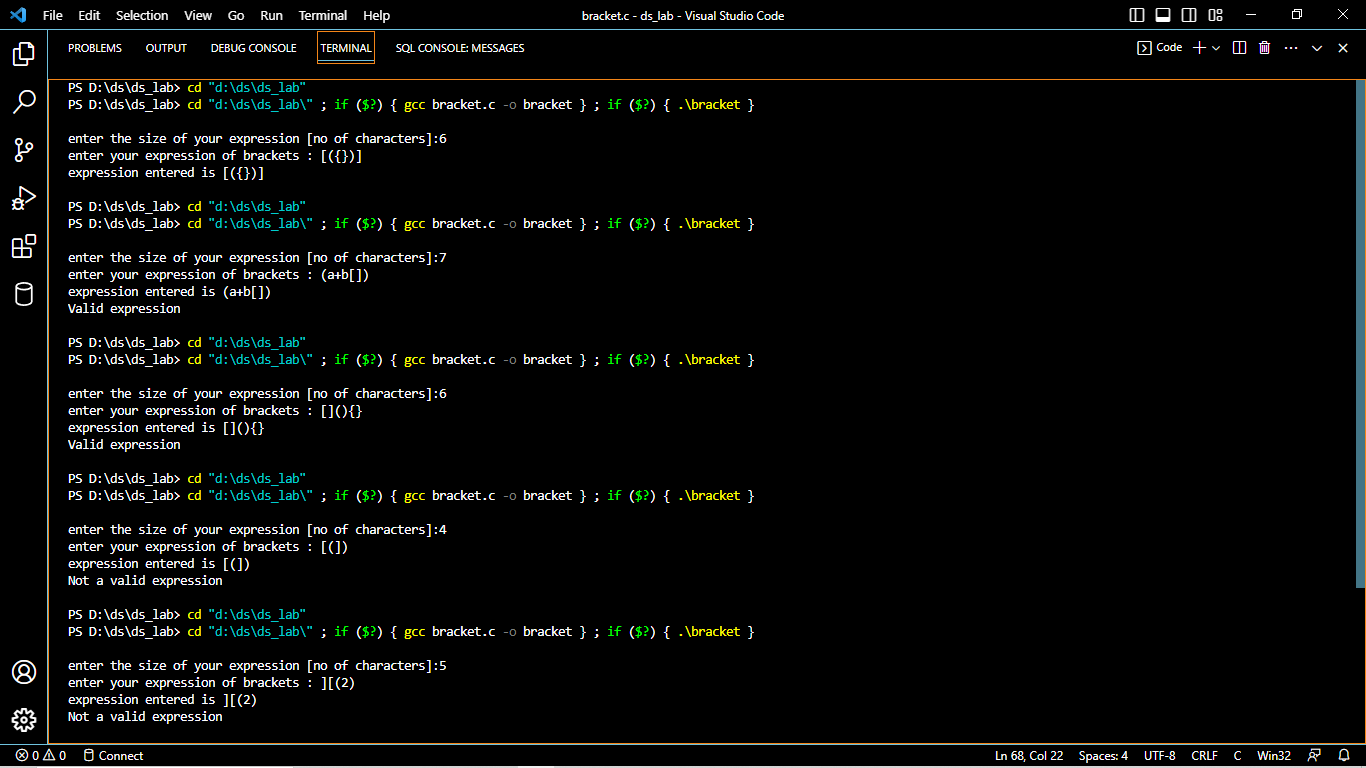 File Edit Selection View Go Run Terminal Help bracket.c - ds_lab - Visual Studio Code
PROBLEMS OUTPUT DEBUG CONSOLE TERMINAL SQL CONSOLE: MESSAGES Code
PS D:\ds\ds_lab> cd "d:\ds\ds_lab"
PS D:\ds\ds_lab> cd "d:\ds\ds_lab\" ; if ($?) { gcc bracket.c -o bracket } ; if ($?) { .\bracket }
enter the size of your expression [no of characters]:6
enter your expression of brackets : [({})]
expression entered is [({})]
PS D:\ds\ds_lab> cd "d:\ds\ds_lab"
PS D:\ds\ds_lab> cd "d:\ds\ds_lab\" ; if ($?) { gcc bracket.c -o bracket } ; if ($?) { .\bracket }
enter the size of your expression [no of characters]:7
enter your expression of brackets : (a+b[])
expression entered is (a+b[])
Valid expression
PS D:\ds\ds_lab> cd "d:\ds\ds_lab"
PS D:\ds\ds_lab> cd "d:\ds\ds_lab\" ; if ($?) { gcc bracket.c -o bracket } ; if ($?) { .\bracket }
enter the size of your expression [no of characters]:6
enter your expression of brackets : [](){}
expression entered is [](){}
Valid expression
PS D:\ds\ds_lab> cd "d:\ds\ds_lab"
PS D:\ds\ds_lab> cd "d:\ds\ds_lab\" ; if ($?) { gcc bracket.c -o bracket } ; if ($?) { .\bracket }
enter the size of your expression [no of characters]:4
enter your expression of brackets : [(])
expression entered is [(])
Not a valid expression
PS D:\ds\ds_lab> cd "d:\ds\ds_lab"
PS D:\ds\ds_lab> cd "d:\ds\ds_lab\" ; if ($?) { gcc bracket.c -o bracket } ; if ($?) { .\bracket }
enter the size of your expression [no of characters]:5
enter your expression of brackets : ][(2)
expression entered is ][(2)
Not a valid expression
0 0 Connect Ln 68, Col 22 Spaces: 4 UTF-8 CRLF C Win32